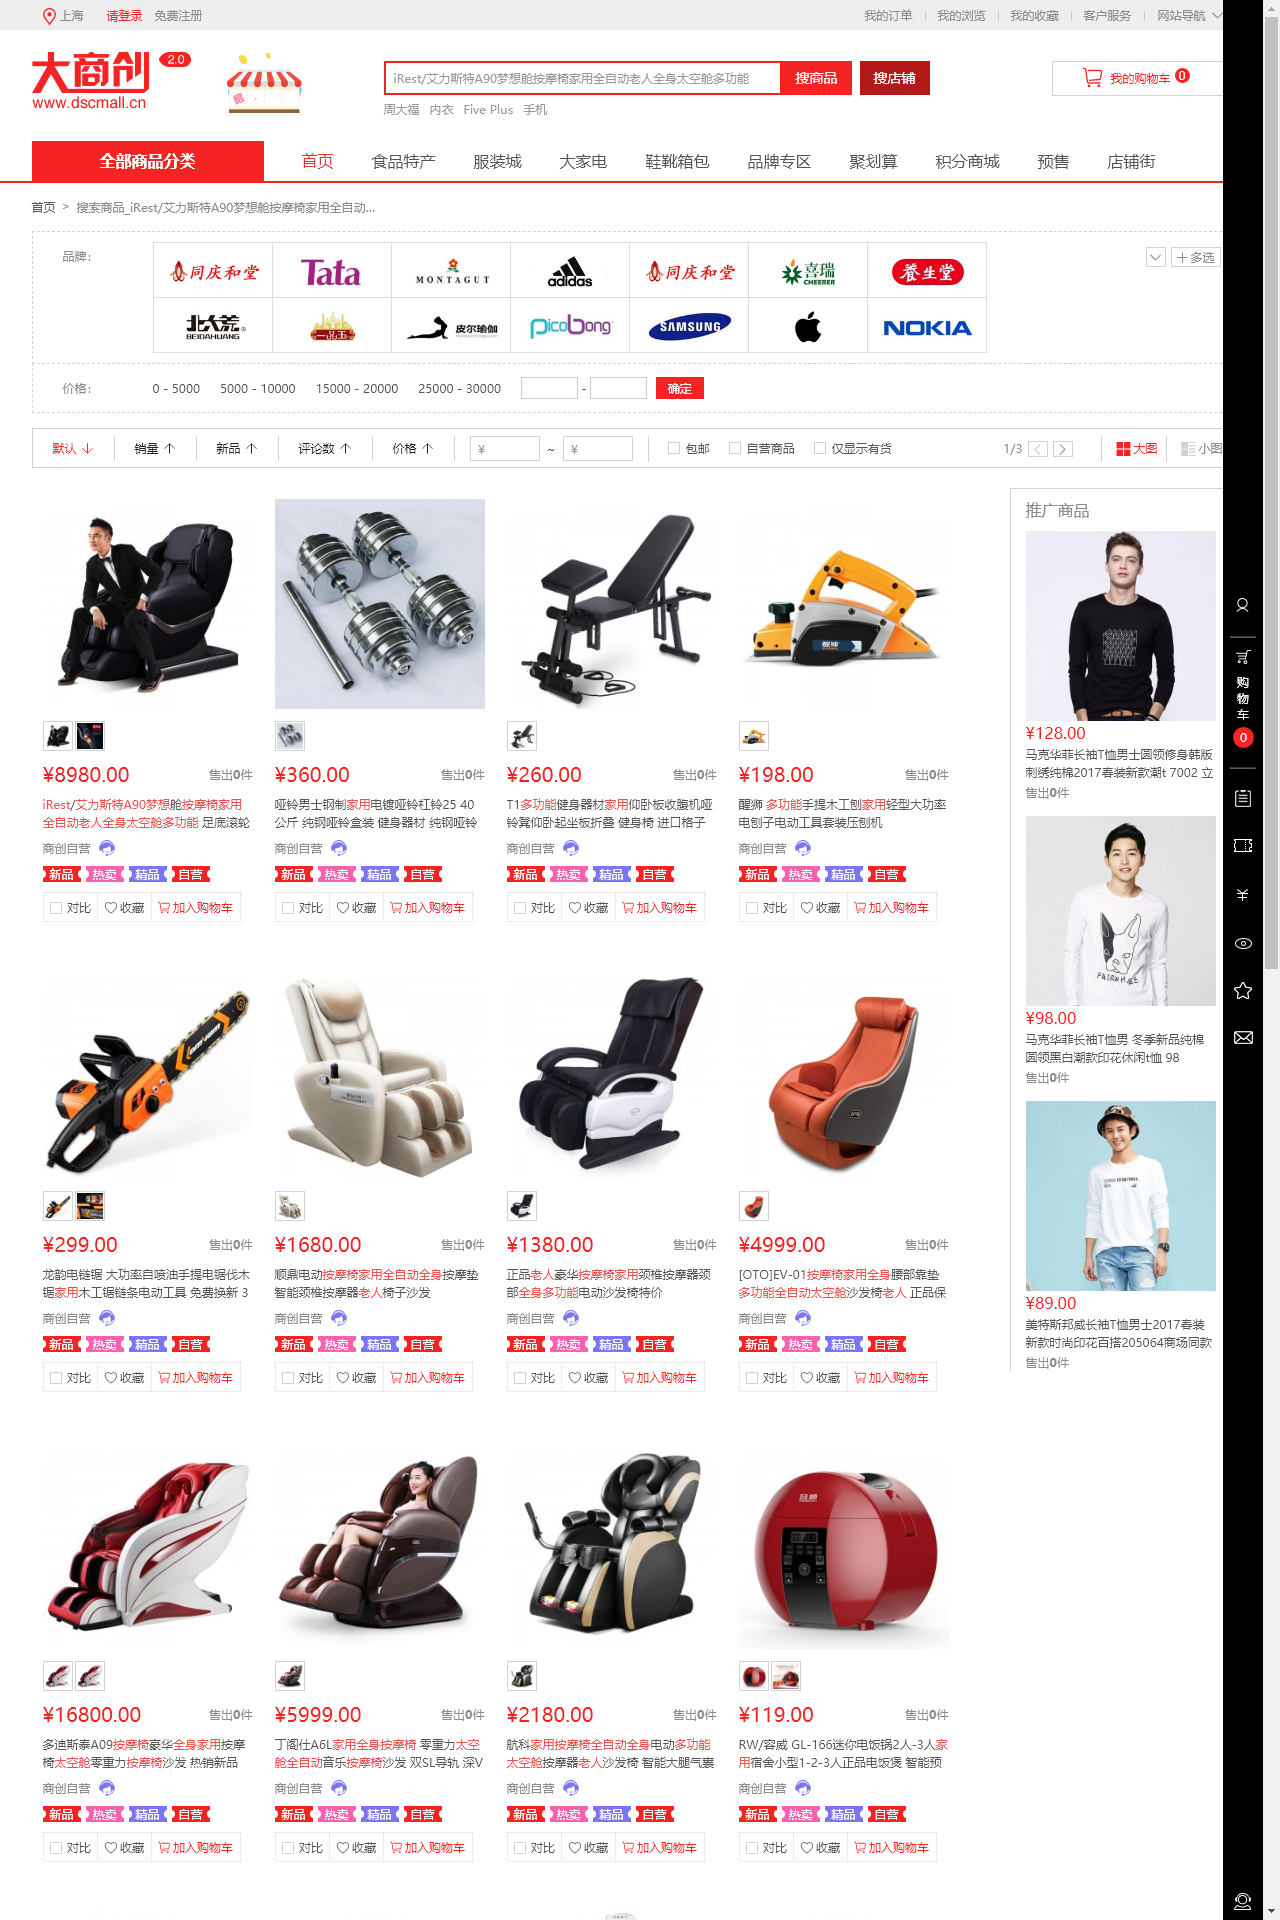 上海 请登录 免费注册 我的订单 我的浏览 我的收藏 客户服务 网站导航
大商创 2.0
www.dscmall.cn
iRest/艾力斯特A90梦想舱按摩椅家用全自动老人全身太空舱多功能 搜商品 搜店铺
我的购物车 0
周大福 内衣 Five Plus 手机
全部商品分类 首页 食品特产 服装城 大家电 鞋靴箱包 品牌专区 聚划算 积分商城 预售 店铺街
首页 > 搜索商品_iRest/艾力斯特A90梦想舱按摩椅家用全自动...
品牌：
同庆和堂 Tata MONTAGUT adidas 同庆和堂 喜瑞 CHEERER 养生堂
多选
北大荒 BEIDAHUANG 一品玉 皮尔瑜伽 picobong SAMSUNG NOKIA
价格： 0 - 5000 5000 - 10000 15000 - 20000 25000 - 30000 - 确定
默认 销量 新品 评论数 价格 ¥ ~ ¥ 包邮 自营商品 仅显示有货 1/3 大图 小图
推广商品
¥8980.00 售出0件
iRest/艾力斯特A90梦想舱按摩椅家用
全自动老人全身太空舱多功能 足底滚轮
商创自营
新品 热卖 精品 自营
对比 收藏 加入购物车
¥360.00 售出0件
哑铃男士钢制家用电镀哑铃杠铃25 40
公斤 纯钢哑铃盒装 健身器材 纯钢哑铃
商创自营
新品 热卖 精品 自营
对比 收藏 加入购物车
¥260.00 售出0件
T1多功能健身器材家用仰卧板收腹机哑
铃凳仰卧起坐板折叠 健身椅 进口格子
商创自营
新品 热卖 精品 自营
对比 收藏 加入购物车
¥198.00 售出0件
醒狮 多功能手提木工刨家用轻型大功率
电刨子电动工具套装压刨机
商创自营
新品 热卖 精品 自营
对比 收藏 加入购物车
¥128.00
马克华菲长袖T恤男士圆领修身韩版
刺绣纯棉2017春装新款潮t 7002 立
售出0件
¥98.00
马克华菲长袖T恤男 冬季新品纯棉
圆领黑白潮款印花休闲t恤 98
售出0件
¥89.00
美特斯邦威长袖T恤男士2017春装
新款时尚印花百搭205064商场同款
售出0件
购
物
车
0
¥299.00 售出0件
龙韵电链锯 大功率自喷油手提电锯伐木
锯家用木工锯链条电动工具 免费换新 3
商创自营
新品 热卖 精品 自营
对比 收藏 加入购物车
¥1680.00 售出0件
顺鼎电动按摩椅家用全自动全身按摩垫
智能颈椎按摩器老人椅子沙发
商创自营
新品 热卖 精品 自营
对比 收藏 加入购物车
¥1380.00 售出0件
正品老人豪华按摩椅家用颈椎按摩器颈
部全身多功能电动沙发椅特价
商创自营
新品 热卖 精品 自营
对比 收藏 加入购物车
¥4999.00 售出0件
[OTO]EV-01按摩椅家用全身腰部靠垫
多功能全自动太空舱沙发椅老人 正品保
商创自营
新品 热卖 精品 自营
对比 收藏 加入购物车
¥16800.00 售出0件
多迪斯泰A09按摩椅豪华全身家用按摩
椅太空舱零重力按摩椅沙发 热销新品
商创自营
新品 热卖 精品 自营
对比 收藏 加入购物车
¥5999.00 售出0件
丁阁仕A6L家用全身按摩椅 零重力太空
舱全自动音乐按摩椅沙发 双SL导轨 深V
商创自营
新品 热卖 精品 自营
对比 收藏 加入购物车
¥2180.00 售出0件
航科家用按摩椅全自动全身电动多功能
太空舱按摩器老人沙发椅 智能大腿气裹
商创自营
新品 热卖 精品 自营
对比 收藏 加入购物车
¥119.00 售出0件
RW/容威 GL-166迷你电饭锅2人-3人家
用宿舍小型1-2-3人正品电饭煲 智能预
商创自营
新品 热卖 精品 自营
对比 收藏 加入购物车